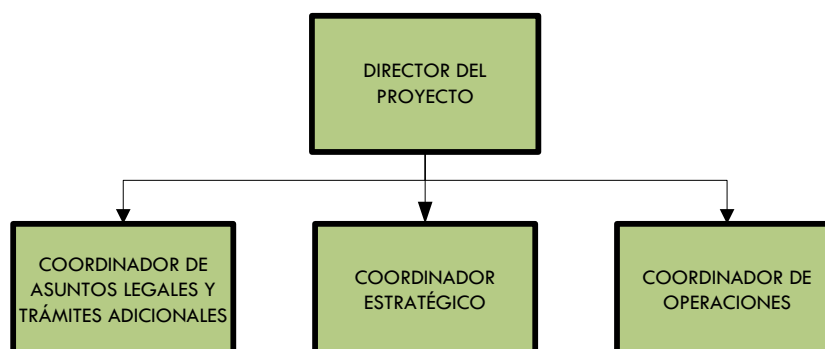 DIRECTOR DEL
PROYECTO
COORDINADOR DE
ASUNTOS LEGALES Y
TRÁMITES ADICIONALES
COORDINADOR
ESTRATÉGICO
COORDINADOR DE
OPERACIONES